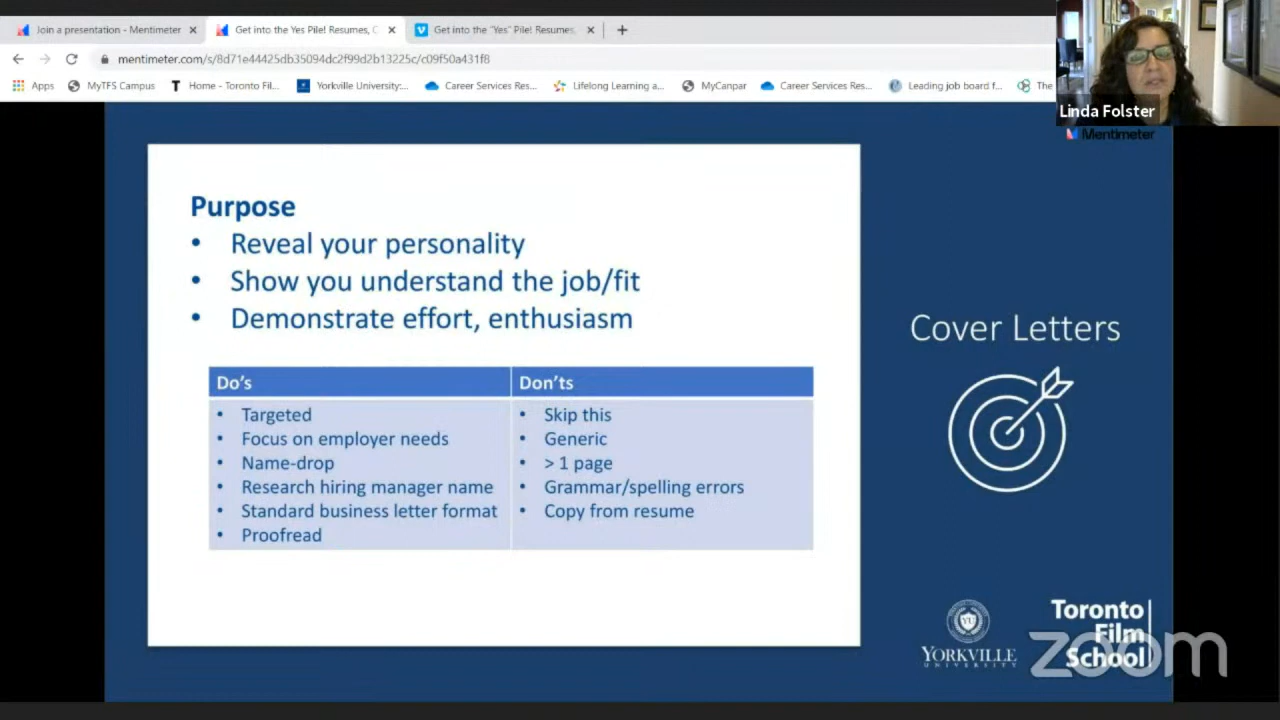 Join a presentation - Mentimeter
Get into the Yes Pile! Resumes, C
Get into the "Yes" Pile! Resumes,
mentimeter.com/s/8d71e44425db35094dc2f99d2b13225c/c09f50a431f8
Apps
MyTFS Campus
Home - Toronto Fil...
Yorkville University:...
Career Services Res...
Lifelong Learning a...
MyCanpar
Career Services Res...
Leading job board f...
The
Linda Folster
Mentimeter
Purpose
• Reveal your personality
• Show you understand the job/fit
• Demonstrate effort, enthusiasm
Do's
• Targeted
• Focus on employer needs
• Name-drop
• Research hiring manager name
• Standard business letter format
• Proofread
Don'ts
• Skip this
• Generic
• > 1 page
• Grammar/spelling errors
• Copy from resume
Cover Letters
YU
YORKVILLE
UNIVERSITY
Toronto
Film
School
zoom